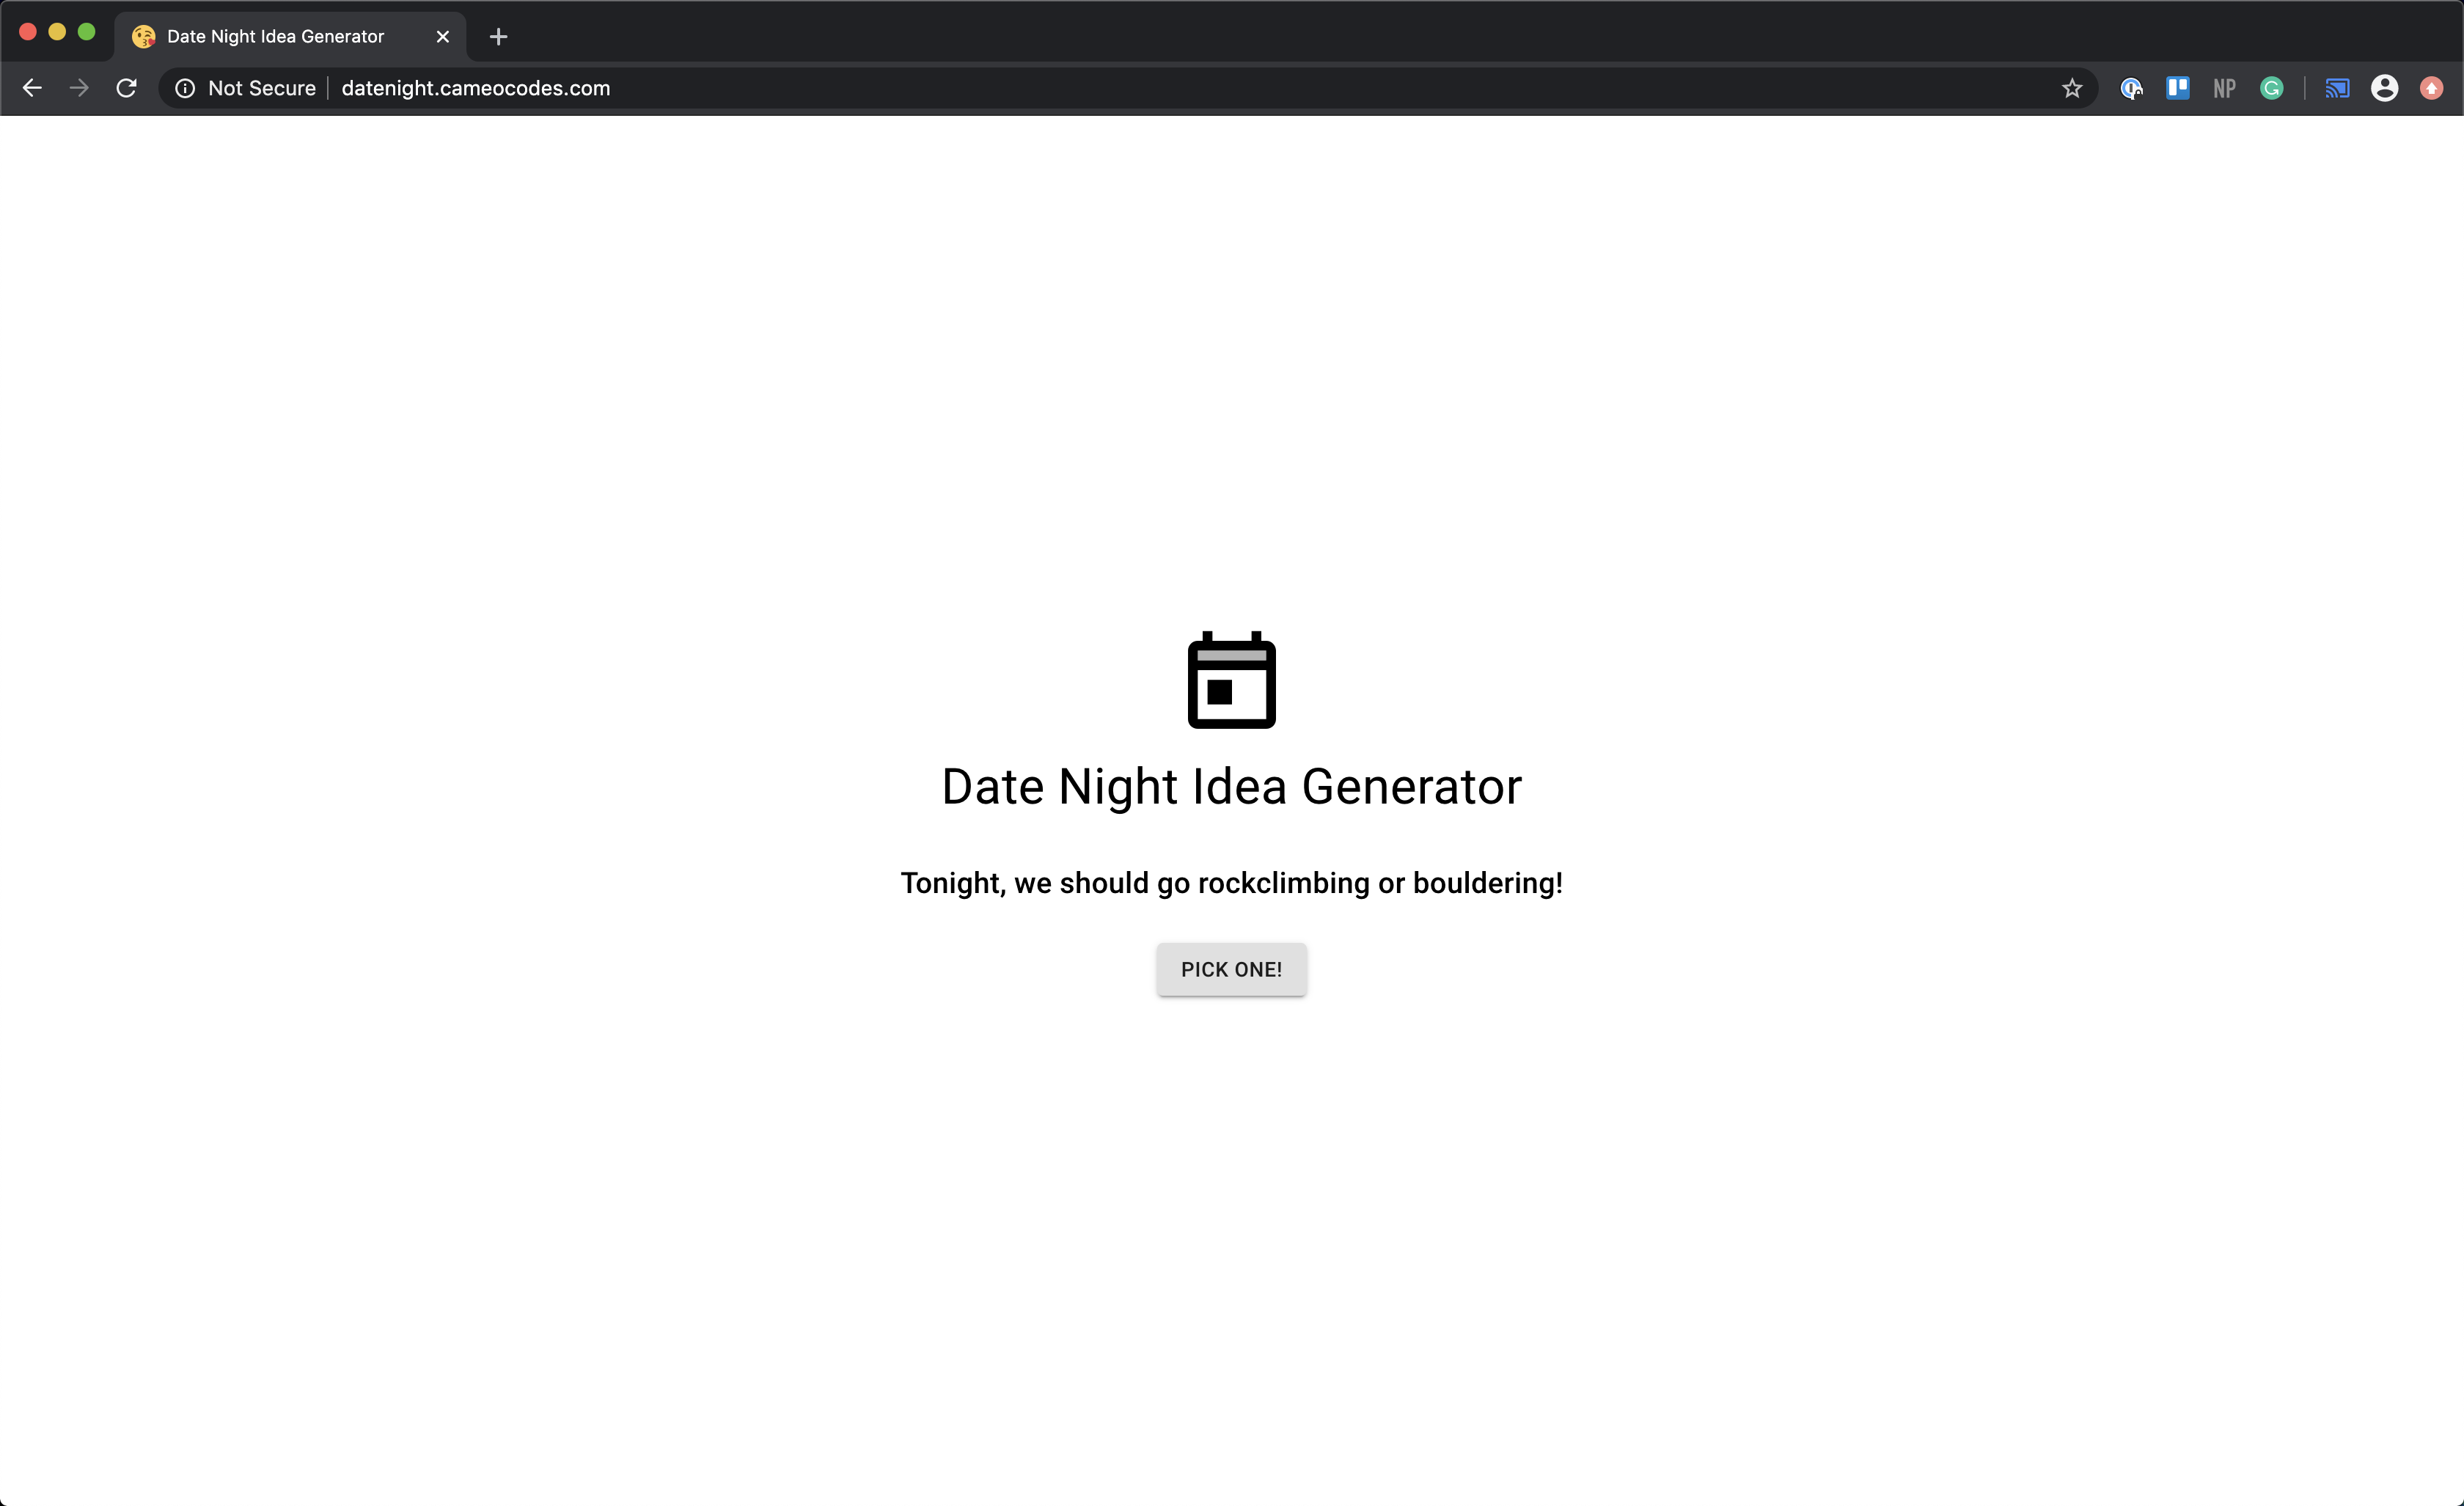 Date Night Idea Generator
Not Secure datenight.cameocodes.com
NP
G
Date Night Idea Generator
Tonight, we should go rockclimbing or bouldering!
PICK ONE!